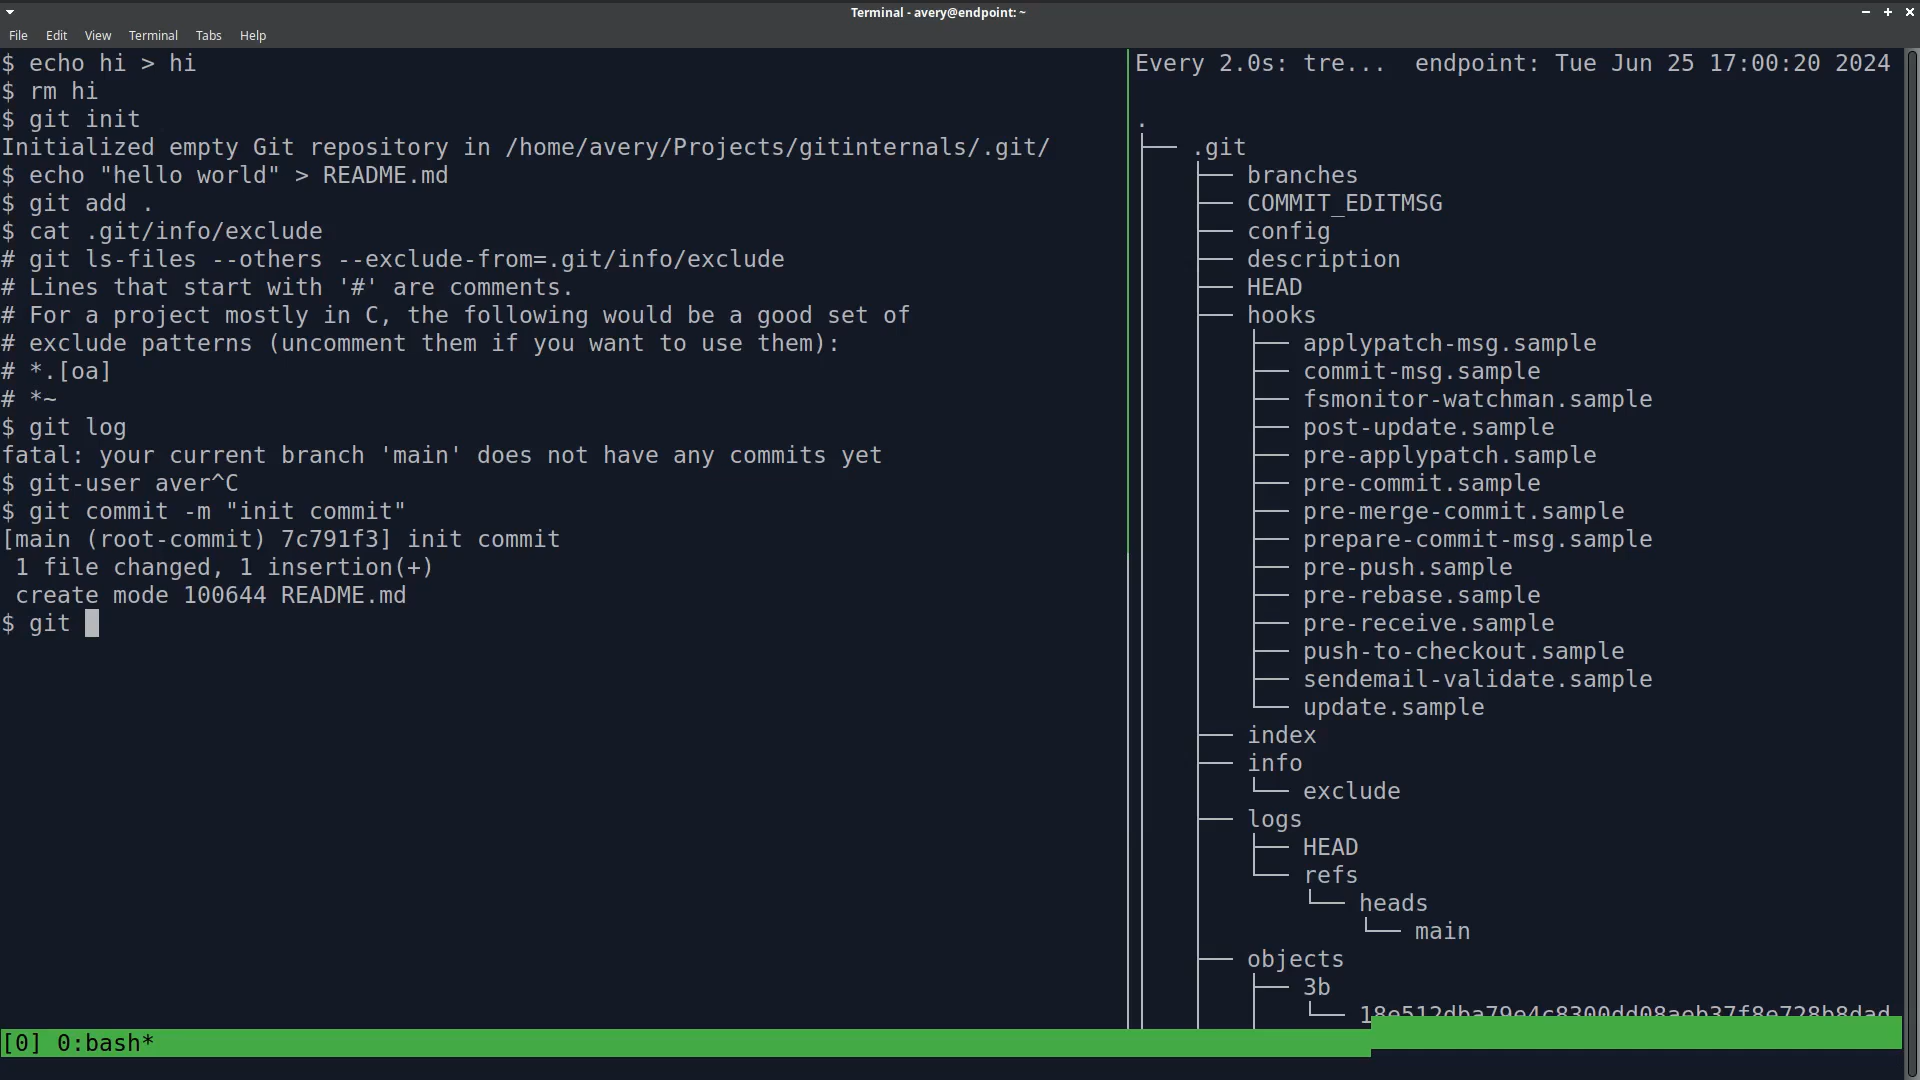 Terminal - avery@endpoint: ~
File Edit View Terminal Tabs Help
$ echo hi > hi
$ rm hi
$ git init
Initialized empty Git repository in /home/avery/Projects/gitinternals/.git/
$ echo "hello world" > README.md
$ git add .
$ cat .git/info/exclude
# git ls-files --others --exclude-from=.git/info/exclude
# Lines that start with '#' are comments.
# For a project mostly in C, the following would be a good set of
# exclude patterns (uncomment them if you want to use them):
# *.[oa]
# *~
$ git log
fatal: your current branch 'main' does not have any commits yet
$ git-user aver^C
$ git commit -m "init commit"
[main (root-commit) 7c791f3] init commit
1 file changed, 1 insertion(+)
create mode 100644 README.md
$ git
Every 2.0s: tre... endpoint: Tue Jun 25 17:00:20 2024
.
.git
branches
COMMIT_EDITMSG
config
description
HEAD
hooks
applypatch-msg.sample
commit-msg.sample
fsmonitor-watchman.sample
post-update.sample
pre-applypatch.sample
pre-commit.sample
pre-merge-commit.sample
prepare-commit-msg.sample
pre-push.sample
pre-rebase.sample
pre-receive.sample
push-to-checkout.sample
sendemail-validate.sample
update.sample
index
info
exclude
logs
HEAD
refs
heads
main
objects
3b
18e512dba79e4c8300dd08aeb37f8e728b8dad
[0] 0:bash*